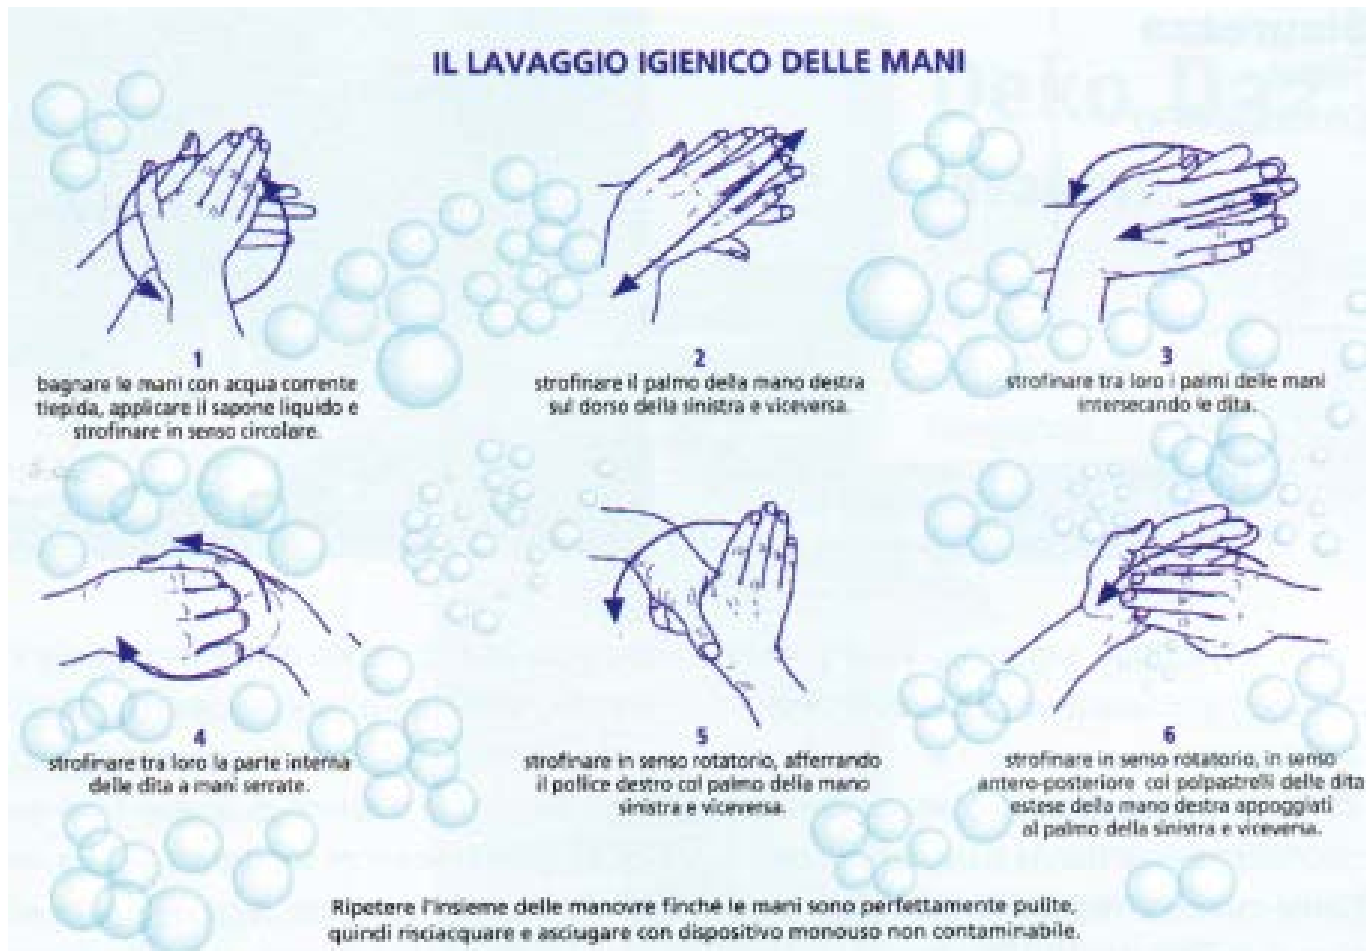 IL LAVAGGIO IGIENICO DELLE MANI
1
bagnare le mani con acqua corrente
tiepida, applicare il sapone liquido e
strofinare in senso circolare.
2
strofinare il palmo della mano destra
sul dorso della sinistra e viceversa.
3
strofinare tra loro i palmi delle mani
intersecando le dita.
4
strofinare tra loro la parte interna
delle dita a mani serrate.
5
strofinare in senso rotatorio, afferrando
il pollice destro col palmo della mano
sinistra e viceversa.
6
strofinare in senso rotatorio, in senso
antero-posteriore coi polpastrelli delle dita
estese della mano destra appoggiati
al palmo della sinistra e viceversa.
Ripetere l'insieme delle manovre finchè le mani sono perfettamente pulite,
quindi risciacquare e asciugare con dispositivo monouso non contaminabile.